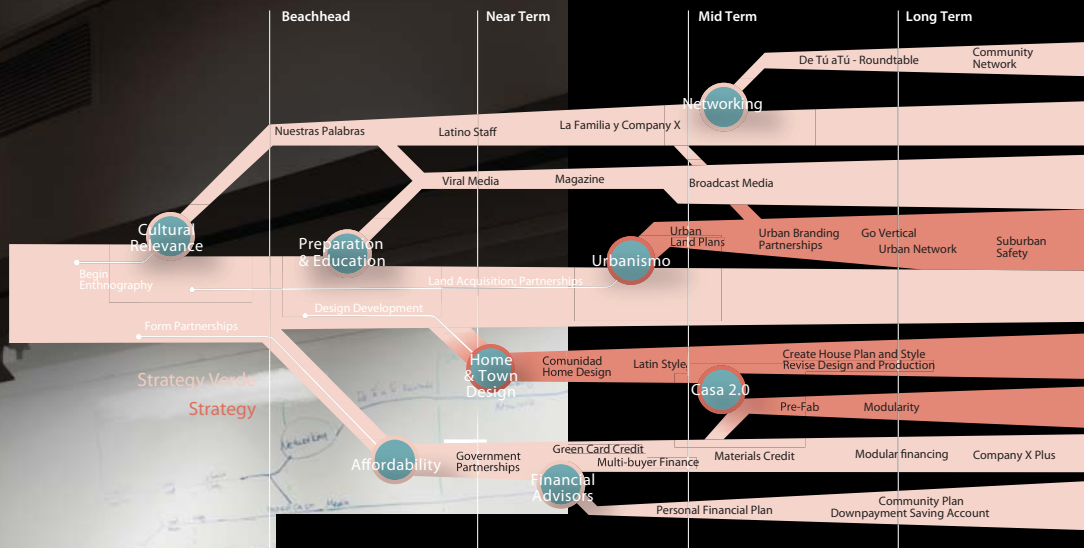 Beachhead
Near Term
Mid Term
Long Term
De Tú aTú - Roundtable
Community
Network
Networking
Nuestras Palabras
Latino Staff
La Familia y Company X
Viral Media
Magazine
Broadcast Media
Cultural
Relevance
Preparation
& Education
Urbanismo
Urban
Land Plans
Urban Branding
Partnerships
Go Vertical
Urban Network
Suburban
Safety
Begin
Enthnography
Land Acquisition; Partnerships
Design Development
Form Partnerships
Home
& Town
Design
Comunidad
Home Design
Latin Style
Create House Plan and Style
Revise Design and Production
Casa 2.0
Pre-Fab
Modularity
Strategy Verde
Strategy
Affordability
Government
Partnerships
Green Card Credit
Multi-buyer Finance
Materials Credit
Modular financing
Company X Plus
Financial
Advisors
Personal Financial Plan
Community Plan
Downpayment Saving Account
Networking